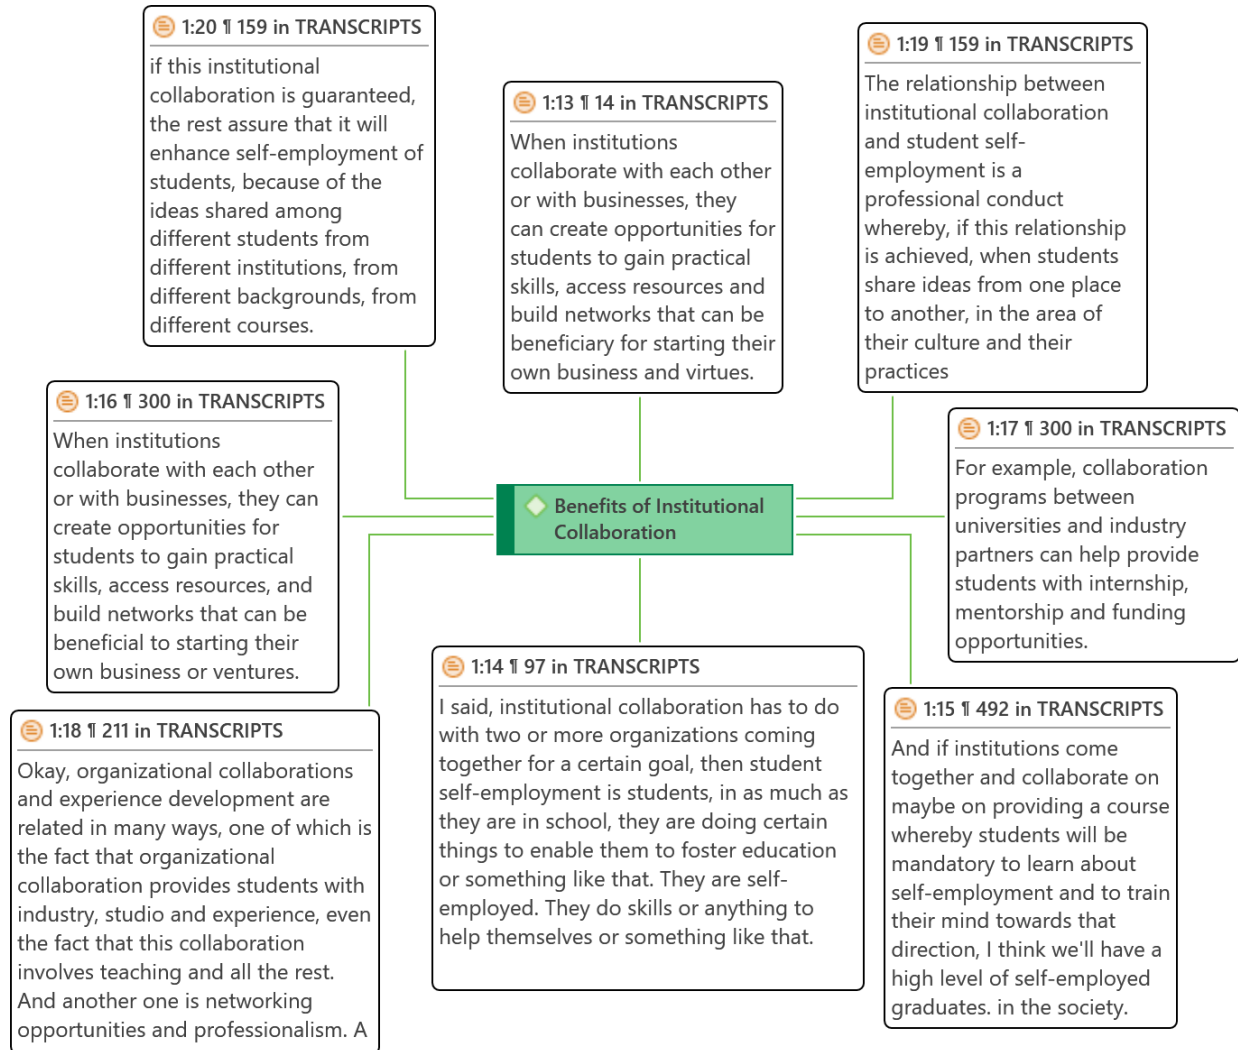 1:20 ¶ 159 in TRANSCRIPTS
if this institutional
collaboration is guaranteed,
the rest assure that it will
enhance self-employment of
students, because of the
ideas shared among
different students from
different institutions, from
different backgrounds, from
different courses.
1:13 ¶ 14 in TRANSCRIPTS
When institutions
collaborate with each other
or with businesses, they
can create opportunities for
students to gain practical
skills, access resources and
build networks that can be
beneficiary for starting their
own business and virtues.
1:19 ¶ 159 in TRANSCRIPTS
The relationship between
institutional collaboration
and student self-
employment is a
professional conduct
whereby, if this relationship
is achieved, when students
share ideas from one place
to another, in the area of
their culture and their
practices
1:16 ¶ 300 in TRANSCRIPTS
When institutions
collaborate with each other
or with businesses, they can
create opportunities for
students to gain practical
skills, access resources, and
build networks that can be
beneficial to starting their
own business or ventures.
Benefits of Institutional
Collaboration
1:17 ¶ 300 in TRANSCRIPTS
For example, collaboration
programs between
universities and industry
partners can help provide
students with internship,
mentorship and funding
opportunities.
1:18 ¶ 211 in TRANSCRIPTS
Okay, organizational collaborations
and experience development are
related in many ways, one of which is
the fact that organizational
collaboration provides students with
industry, studio and experience, even
the fact that this collaboration
involves teaching and all the rest.
And another one is networking
opportunities and professionalism. A
1:14 ¶ 97 in TRANSCRIPTS
I said, institutional collaboration has to do
with two or more organizations coming
together for a certain goal, then student
self-employment is students, in as much as
they are in school, they are doing certain
things to enable them to foster education
or something like that. They are self-
employed. They do skills or anything to
help themselves or something like that.
1:15 ¶ 492 in TRANSCRIPTS
And if institutions come
together and collaborate on
maybe on providing a course
whereby students will be
mandatory to learn about
self-employment and to train
their mind towards that
direction, I think we'll have a
high level of self-employed
graduates. in the society.